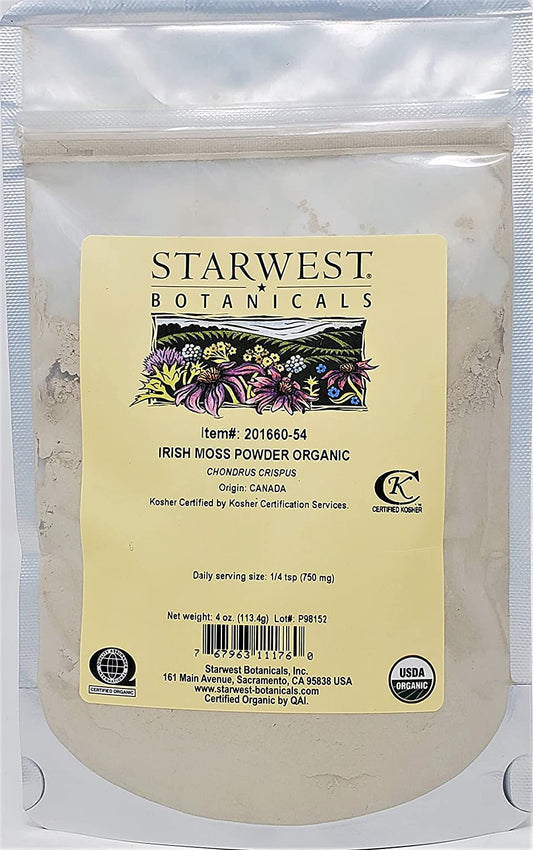 STARWEST®
BOTANICALS
Item#: 201660-54
IRISH MOSS POWDER ORGANIC
CHONDRUS CRISPUS
Origin: CANADA
Kosher Certified by Kosher Certification Services.
CK
CERTIFIED KOSHER
Daily serving size: 1/4 tsp (750 mg)
Net weight: 4 oz. (113.4g) Lot#: P98152
7 67963 11176 0
Starwest Botanicals, Inc.
161 Main Avenue, Sacramento, CA 95838 USA
www.starwest-botanicals.com
Certified Organic by QAI.
Q
CERTIFIED ORGANIC
USDA
ORGANIC